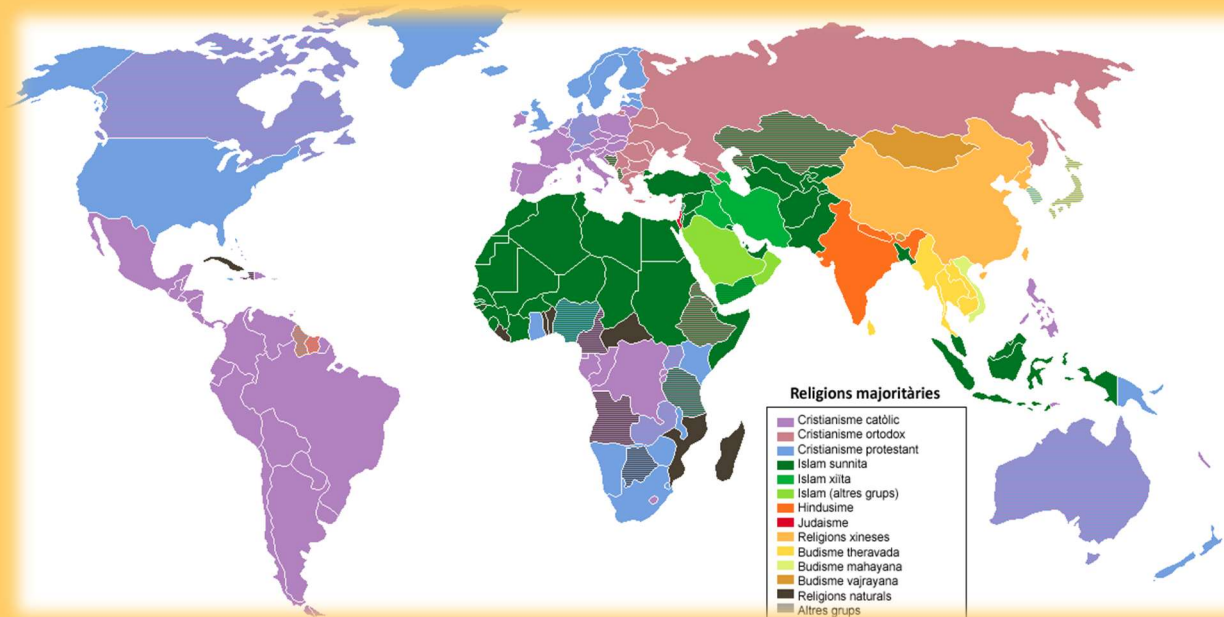 Religions majoritàries
Cristianisme catòlic
Cristianisme ortodox
Cristianisme protestant
Islam sunnita
Islam xiïta
Islam (altres grups)
Hindusime
Judaisme
Religions xineses
Budisme theravada
Budisme mahayana
Budisme vajrayana
Religions naturals
Altres grups